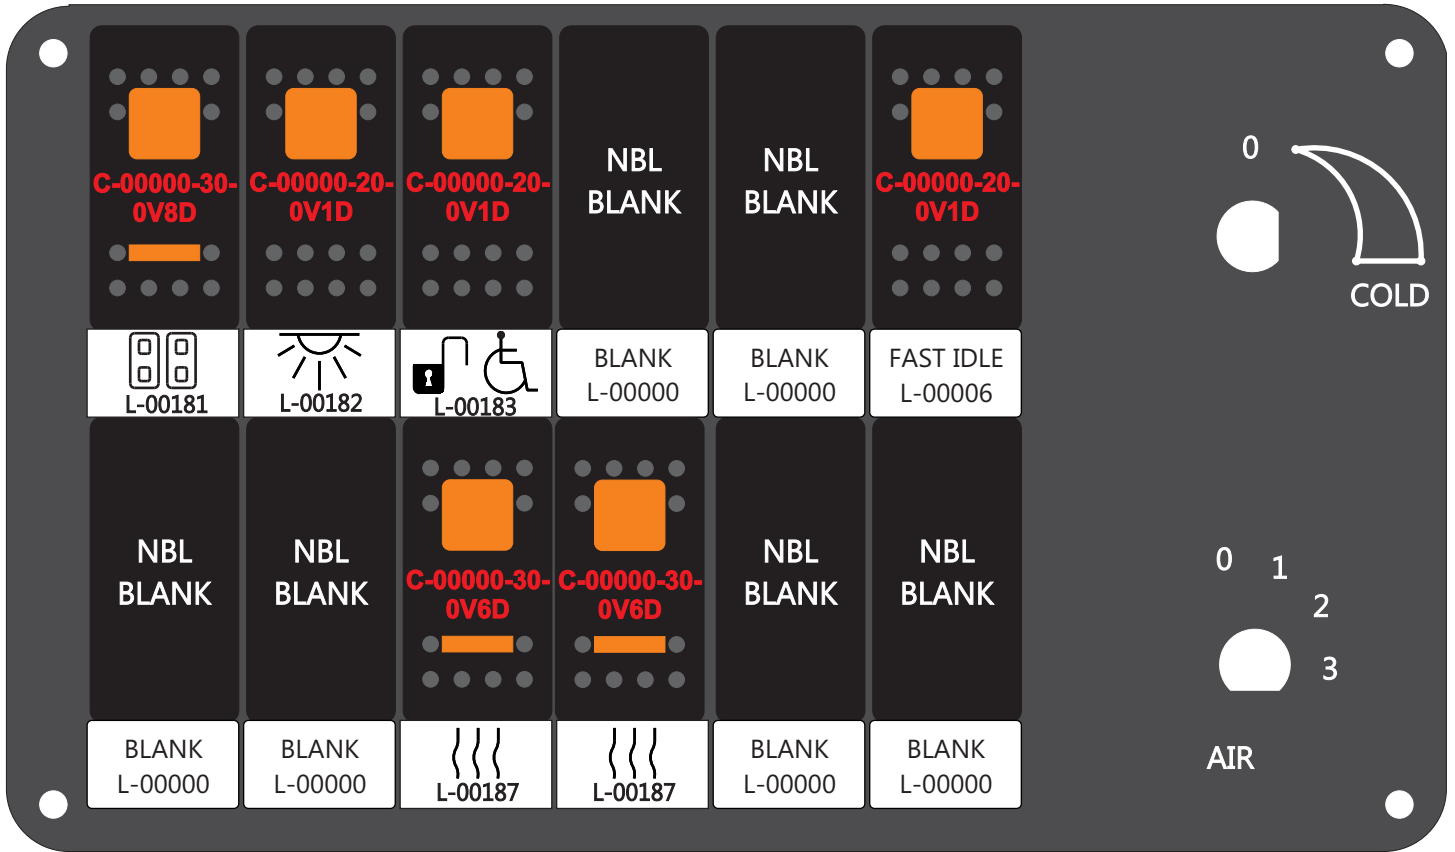 C-00000-30-
0V8D
C-00000-20-
0V1D
C-00000-20-
0V1D
NBL
BLANK
NBL
BLANK
C-00000-20-
0V1D
L-00181
L-00182
L-00183
BLANK
L-00000
BLANK
L-00000
FAST IDLE
L-00006
0
COLD
NBL
BLANK
NBL
BLANK
C-00000-30-
0V6D
C-00000-30-
0V6D
NBL
BLANK
NBL
BLANK
BLANK
L-00000
BLANK
L-00000
L-00187
L-00187
BLANK
L-00000
BLANK
L-00000
0
1
2
3
AIR